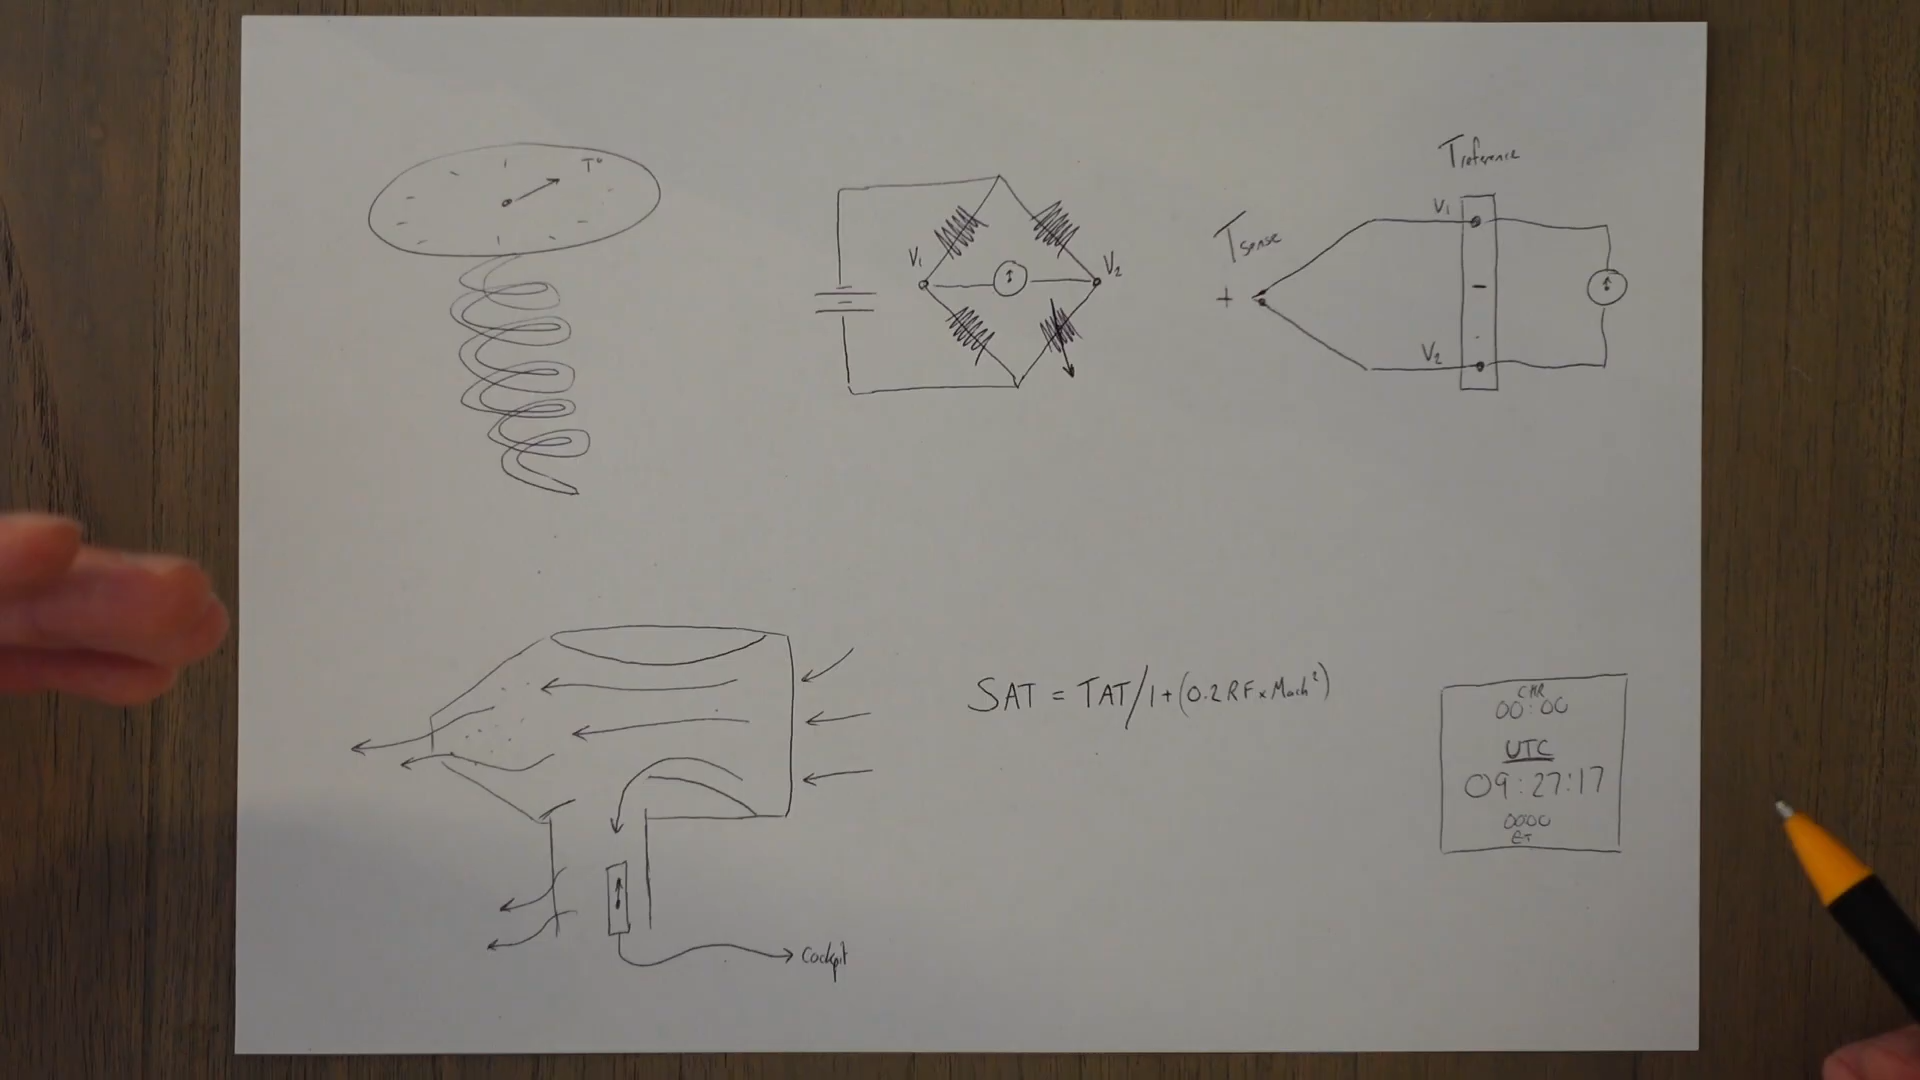 T°
V₁
V₂
Tsense
+
Treference
V₁
-
V₂
Cockpit
SAT = TAT/1+(0.2RF×Mach²)
CHR
00:00
UTC
09:27:17
0000
ET